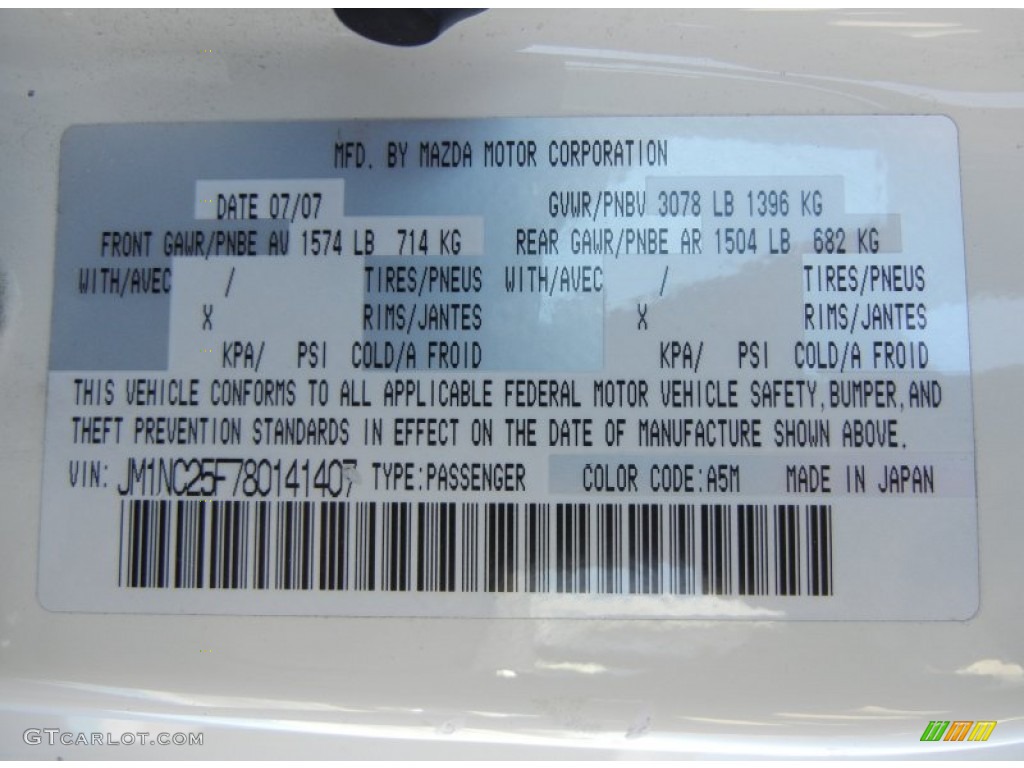 MFD. BY MAZDA MOTOR CORPORATION
DATE 07/07 GVWR/PNBV 3078 LB 1396 KG
FRONT GAWR/PNBE AV 1574 LB 714 KG REAR GAWR/PNBE AR 1504 LB 682 KG
WITH/AVEC / TIRES/PNEUS WITH/AVEC / TIRES/PNEUS
X RIMS/JANTES X RIMS/JANTES
KPA/ PSI COLD/A FROID KPA/ PSI COLD/A FROID
THIS VEHICLE CONFORMS TO ALL APPLICABLE FEDERAL MOTOR VEHICLE SAFETY, BUMPER, AND
THEFT PREVENTION STANDARDS IN EFFECT ON THE DATE OF MANUFACTURE SHOWN ABOVE.
VIN: JM1NC25F780141407 TYPE:PASSENGER COLOR CODE:A5M MADE IN JAPAN
GTCARLOT.COM